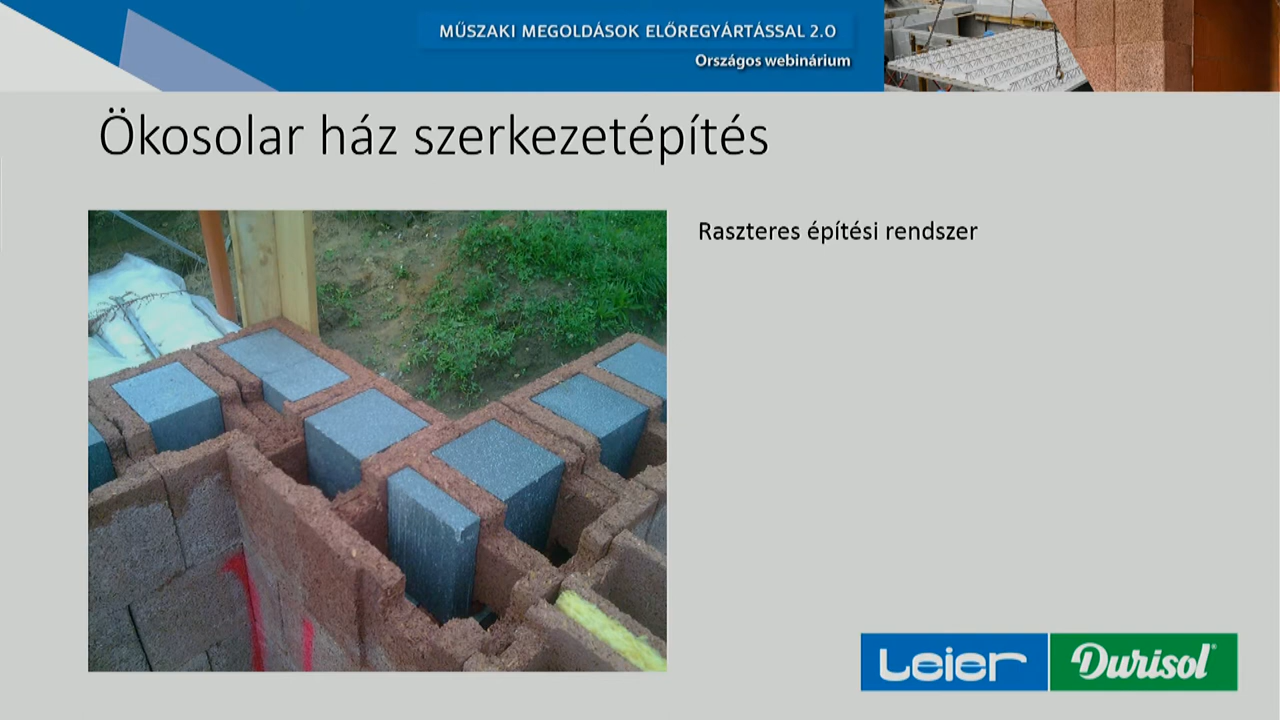 MŰSZAKI MEGOLDÁSOK ELŐREGYÁRTÁSSAL 2.0
Országos webinárium
Ökosolar ház szerkezetépítés
Raszteres építési rendszer
Leier Durisol